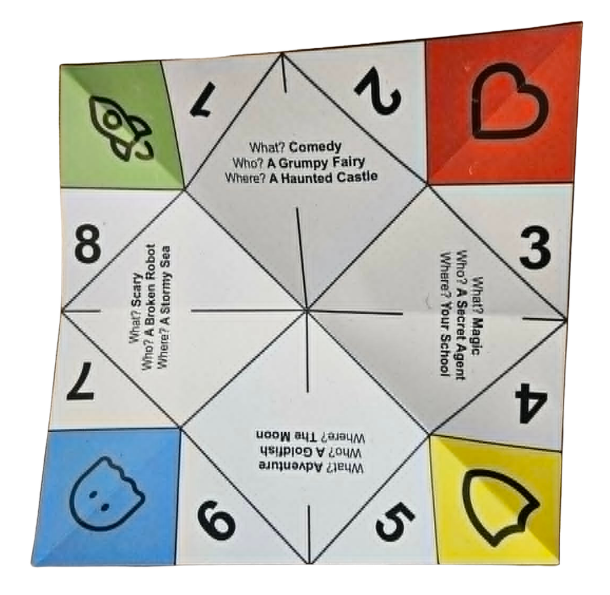 1
2
What? Comedy
Who? A Grumpy Fairy
Where? A Haunted Castle
3
What? Magic
Who? A Secret Agent
Where? Your School
4
5
What? Adventure
Who? A Goldfish
Where? The Moon
6
7
8
What? Scary
Who? A Broken Robot
Where? A Stormy Sea